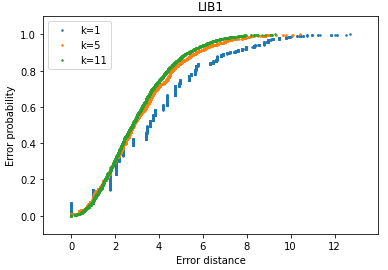 LIB1
k=1
k=5
k=11
Error probability
1.0
0.8
0.6
0.4
0.2
0.0
0 2 4 6 8 10 12
Error distance